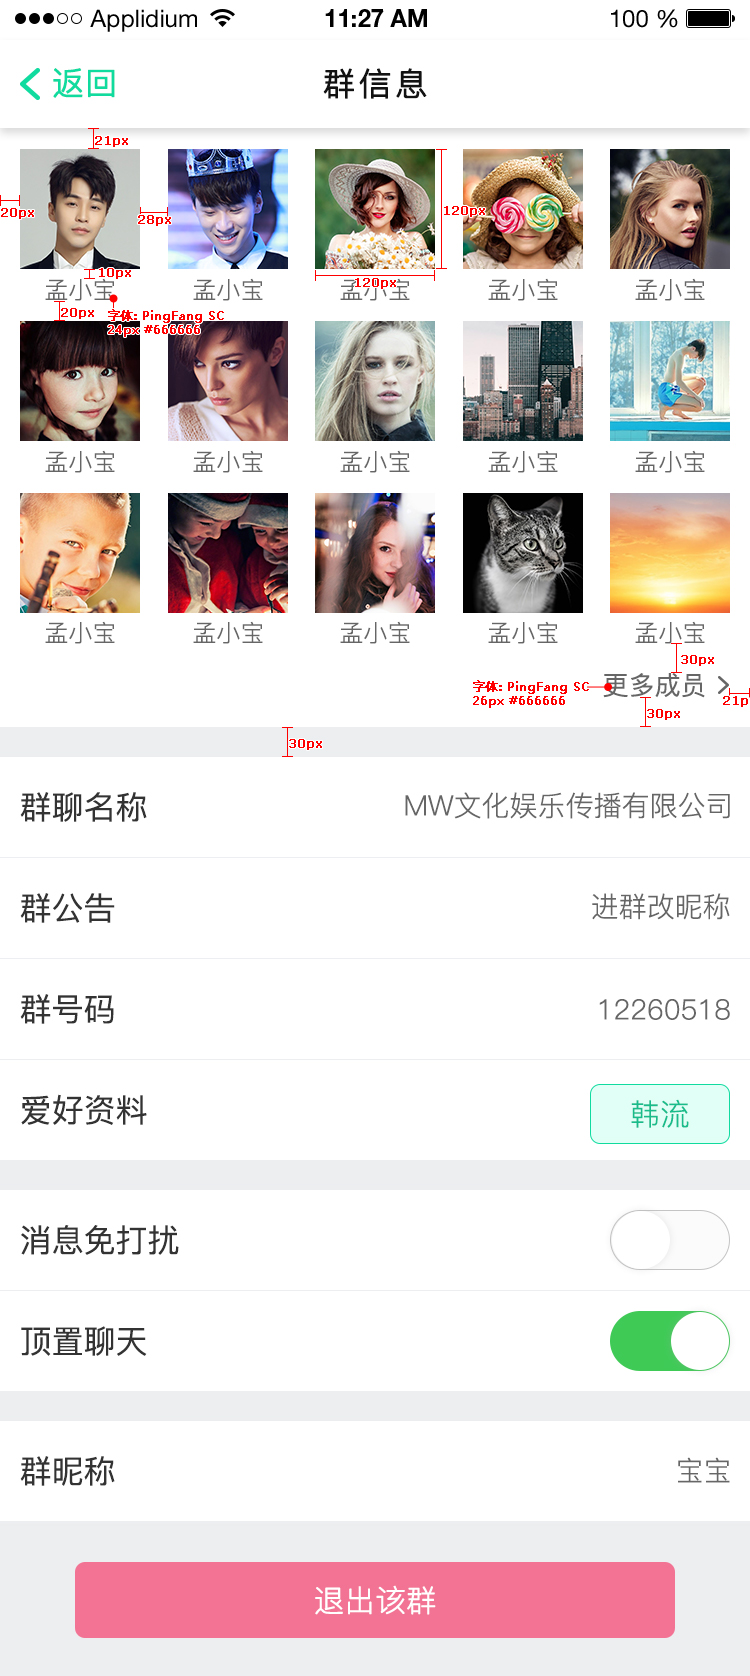 Applidium 11:27 AM 100 %
返回 群信息
21px
20px 28px 120px
10px 120px
孟小宝 孟小宝 孟小宝 孟小宝 孟小宝
20px 字体: PingFang SC
24px #666666
孟小宝 孟小宝 孟小宝 孟小宝 孟小宝
孟小宝 孟小宝 孟小宝 孟小宝 孟小宝
30px
字体: PingFang SC 更多成员
26px #666666 21p
30px
30px
群聊名称 MW文化娱乐传播有限公司
群公告 进群改昵称
群号码 12260518
爱好资料 韩流
消息免打扰
顶置聊天
群昵称 宝宝
退出该群